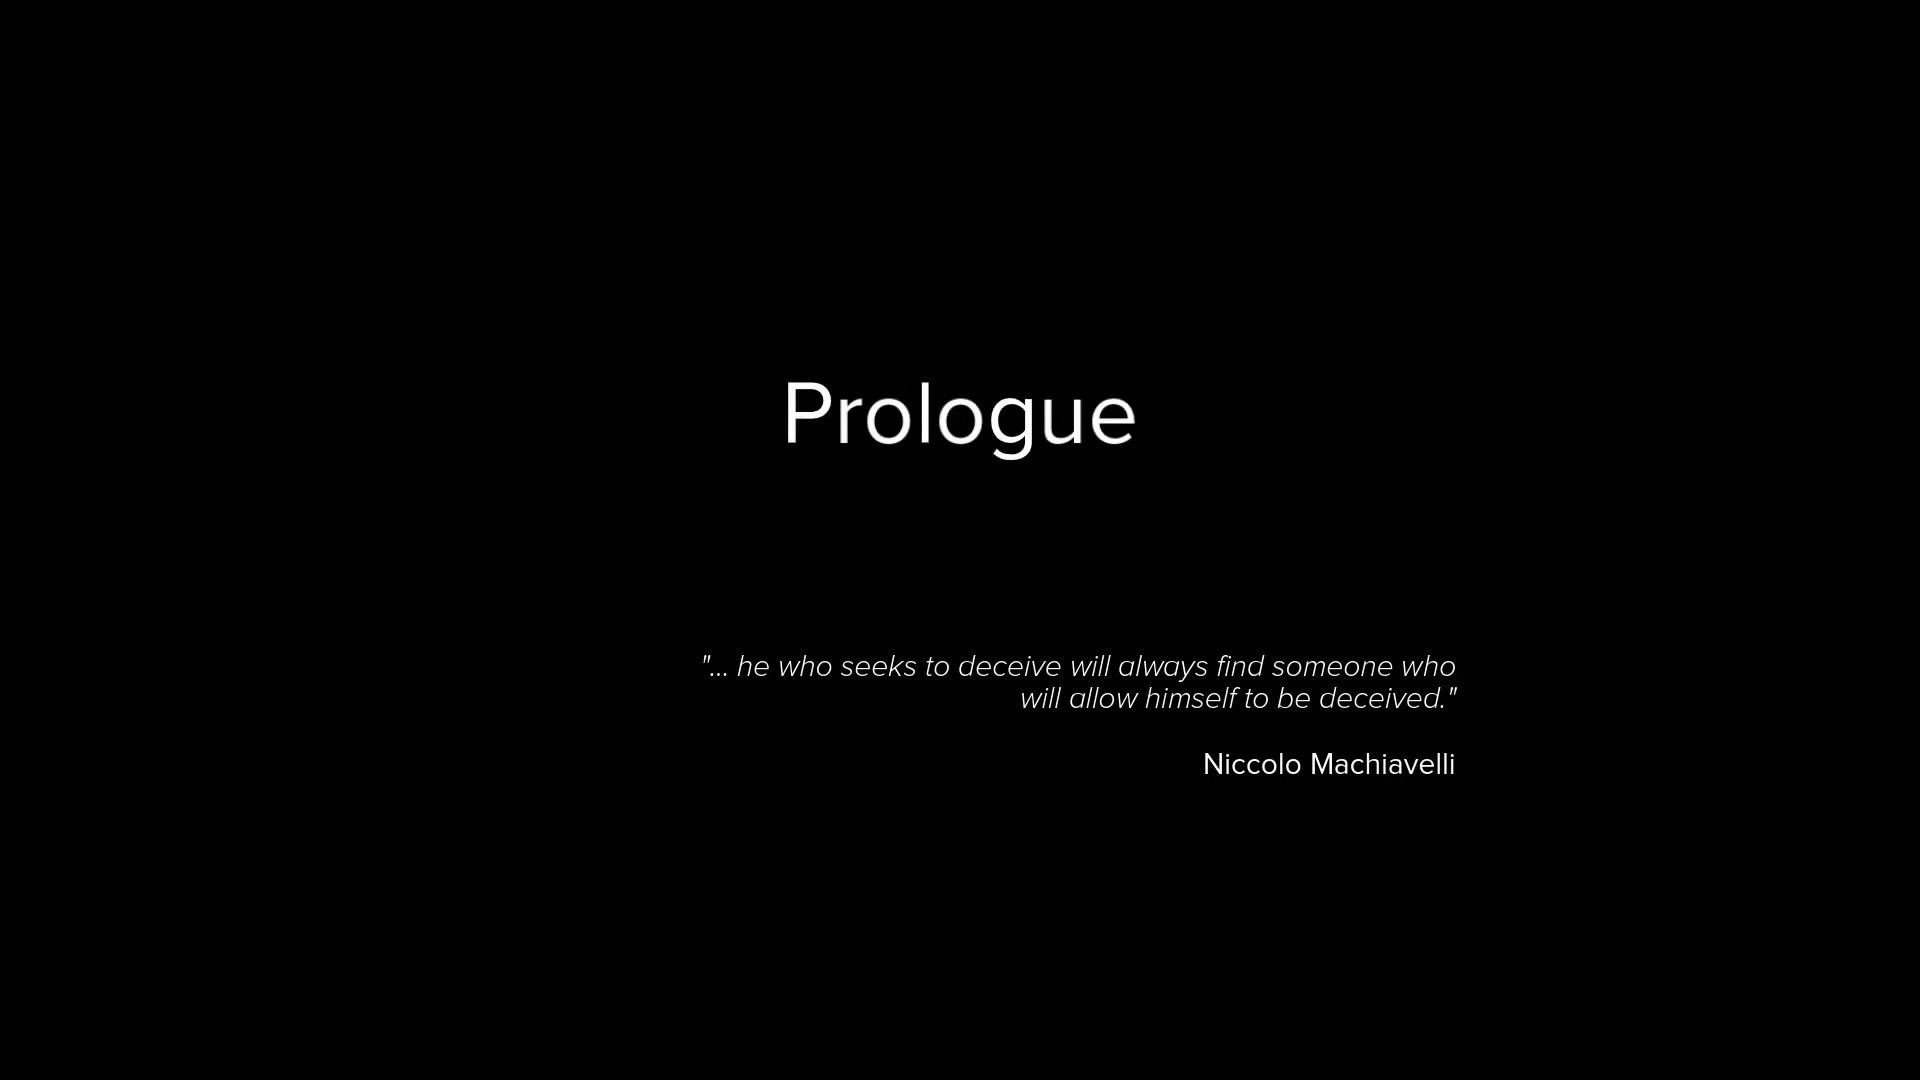 Prologue
"... he who seeks to deceive will always find someone who
will allow himself to be deceived."
Niccolo Machiavelli